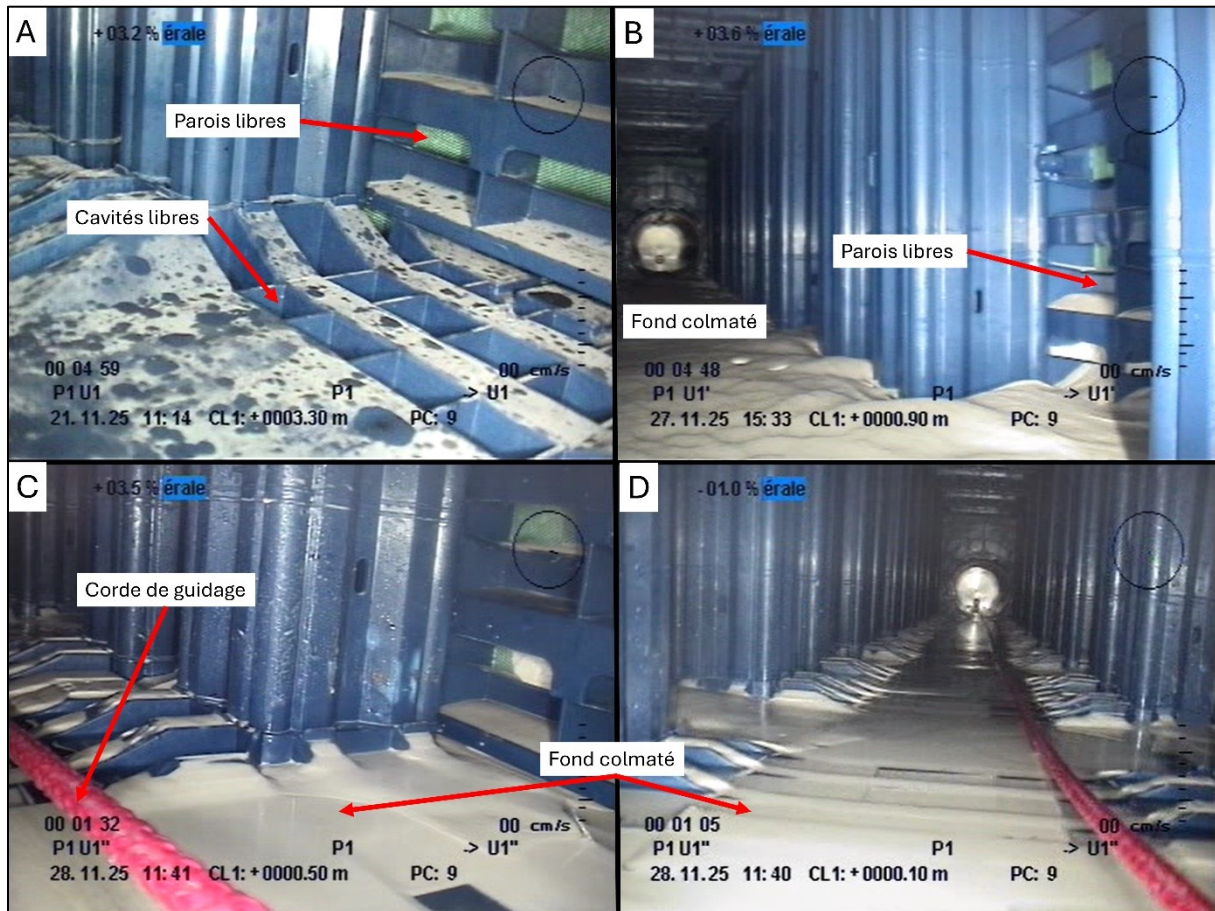 A
+03.2 % érale
Parois libres
Cavités libres
00 04 59
00 cm/s
P1 U1
P1
-> U1
21.11.25 11:14 CL1:+0003.30 m PC: 9
B
+03.6 % érale
Parois libres
Fond colmaté
00 04 48
00 cm/s
P1 U1'
P1
-> U1'
27.11.25 15:33 CL1:+0000.90 m PC: 9
C
+03.5 % érale
Corde de guidage
Fond colmaté
00 01 32
00 cm/s
P1 U1"
P1
-> U1"
28.11.25 11:41 CL1:+0000.50 m PC: 9
D
-01.0 % érale
00 01 05
00 cm/s
P1 U1"
P1
-> U1"
28.11.25 11:40 CL1:+0000.10 m PC: 9